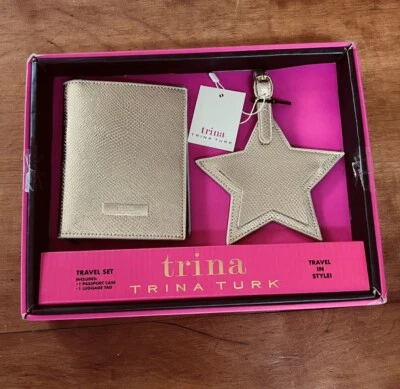 trina
TRINA TURK
TRAVEL SET
INCLUDES:
•1 PASSPORT CASE
•1 LUGGAGE TAG
trina
TRINA TURK
TRAVEL
IN
STYLE!